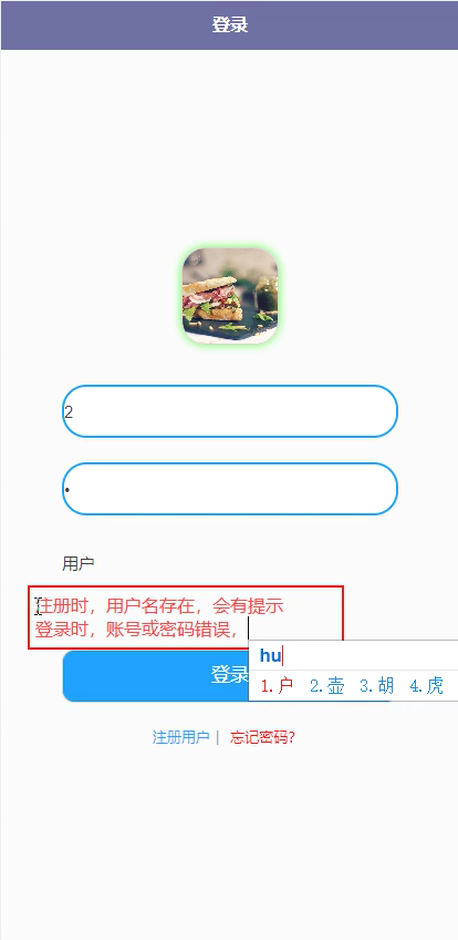 登录
2
•
用户
注册时，用户名存在，会有提示
登录时，账号或密码错误，
hu
1.户 2.壶 3.胡 4.虎
登录
注册用户 | 忘记密码?